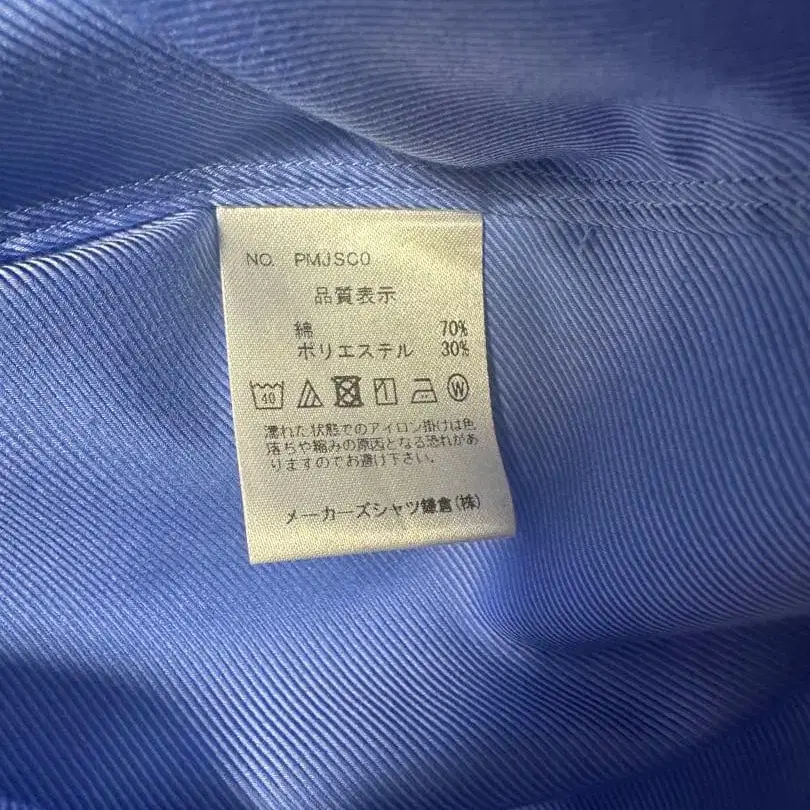 NO. PMJSC0
品質表示
綿 70%
ポリエステル 30%
40 W
濡れた状態でのアイロン掛けは色
落ちや縮みの原因となる恐れがあ
りますのでお避け下さい。
メーカーズシャツ鎌倉(株)